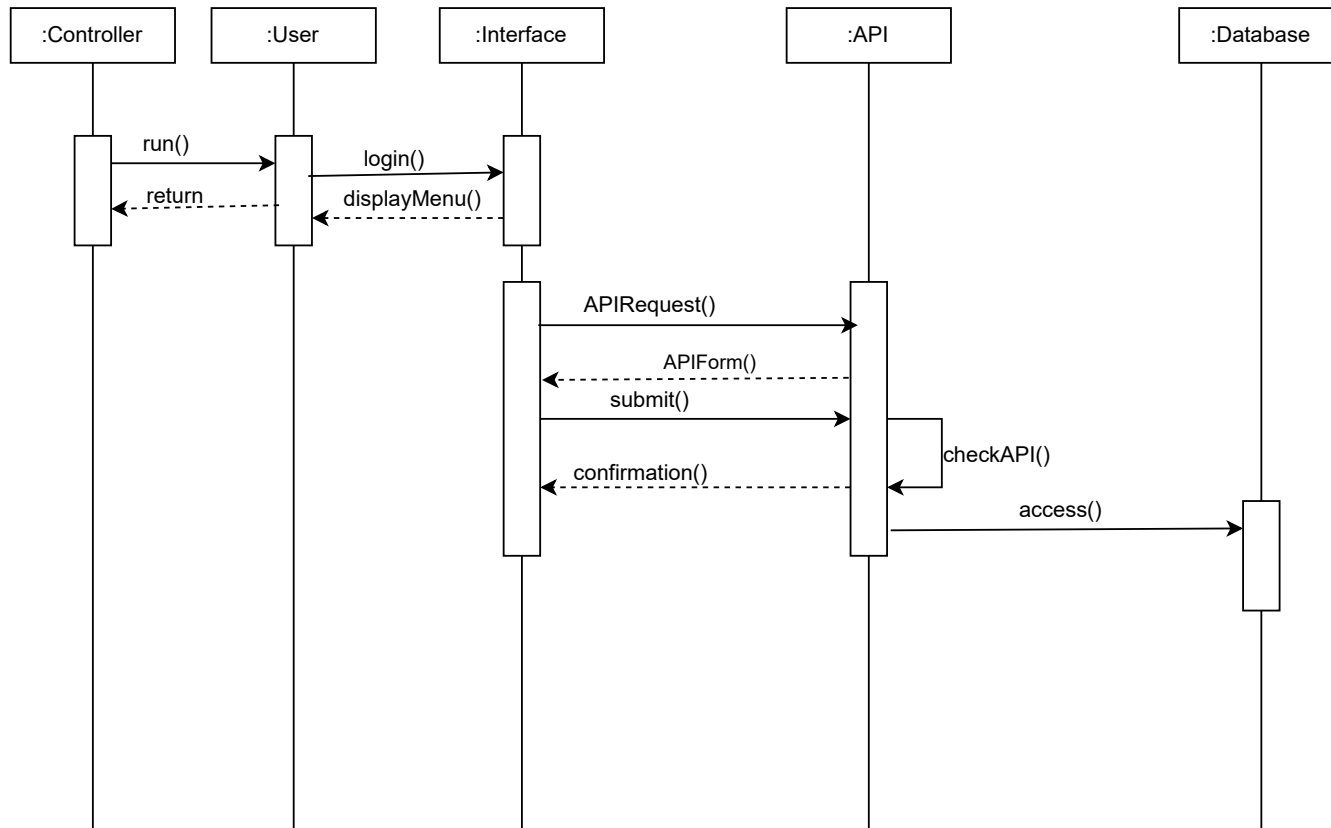 :Controller
:User
:Interface
:API
:Database
run()
login()
return
displayMenu()
APIRequest()
APIForm()
submit()
checkAPI()
confirmation()
access()